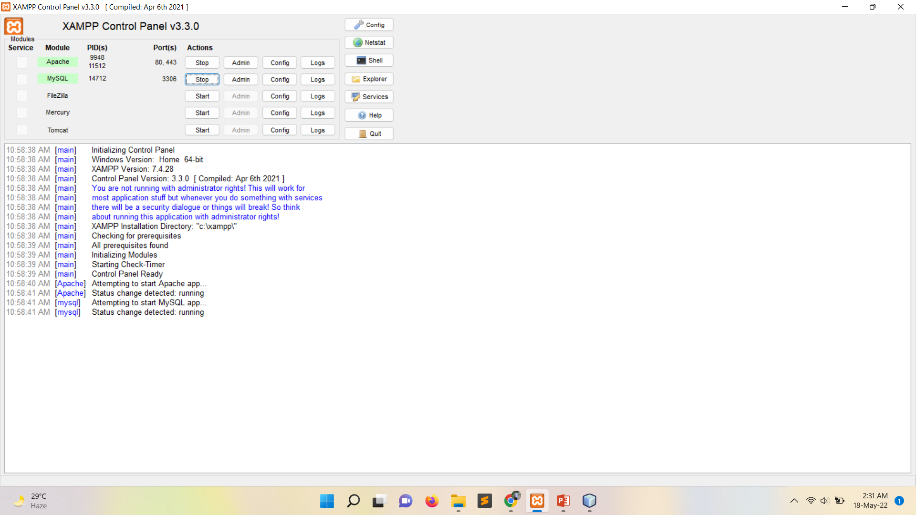 XAMPP Control Panel v3.3.0 [ Compiled: Apr 6th 2021 ]
XAMPP Control Panel v3.3.0
Config
Modules
Service Module PID(s) Port(s) Actions
Netstat
Apache 9948 11512 80, 443 Stop Admin Config Logs
Shell
MySQL 14712 3306 Stop Admin Config Logs
Explorer
FileZilla Start Admin Config Logs
Services
Mercury Start Admin Config Logs
Help
Tomcat Start Admin Config Logs
Quit
10:58:38 AM [main] Initializing Control Panel
10:58:38 AM [main] Windows Version: Home 64-bit
10:58:38 AM [main] XAMPP Version: 7.4.28
10:58:38 AM [main] Control Panel Version: 3.3.0 [ Compiled: Apr 6th 2021 ]
10:58:38 AM [main] You are not running with administrator rights! This will work for
10:58:38 AM [main] most application stuff but whenever you do something with services
10:58:38 AM [main] there will be a security dialogue or things will break! So think
10:58:38 AM [main] about running this application with administrator rights!
10:58:38 AM [main] XAMPP Installation Directory: "c:\xampp\"
10:58:38 AM [main] Checking for prerequisites
10:58:39 AM [main] All prerequisites found
10:58:39 AM [main] Initializing Modules
10:58:39 AM [main] Starting Check-Timer
10:58:39 AM [main] Control Panel Ready
10:58:40 AM [Apache] Attempting to start Apache app...
10:58:41 AM [Apache] Status change detected: running
10:58:41 AM [mysql] Attempting to start MySQL app...
10:58:41 AM [mysql] Status change detected: running
29°C
Haze
2:31 AM
18-May-22
1